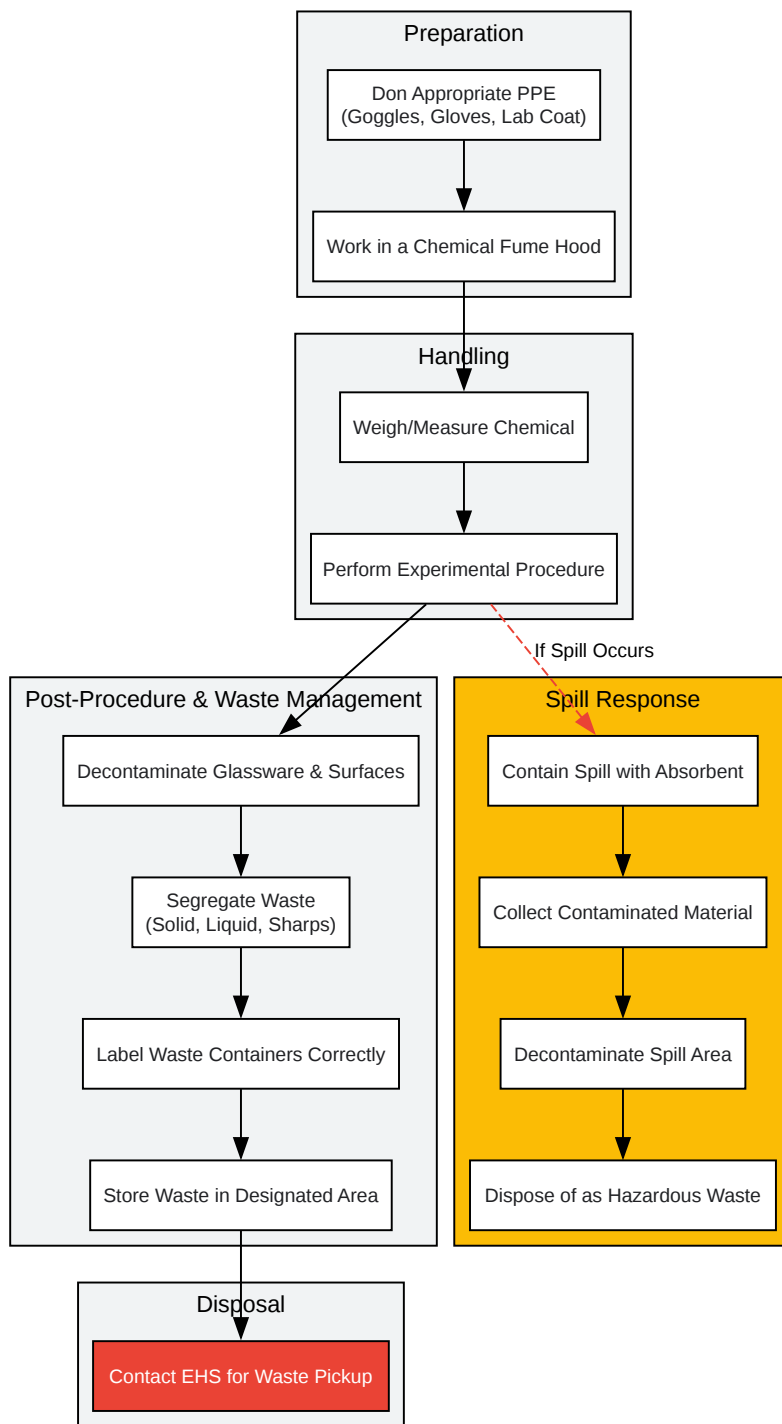 Preparation
Don Appropriate PPE
(Goggles, Gloves, Lab Coat)
Work in a Chemical Fume Hood
Handling
Weigh/Measure Chemical
Perform Experimental Procedure
If Spill Occurs
Post-Procedure & Waste Management
Decontaminate Glassware & Surfaces
Segregate Waste
(Solid, Liquid, Sharps)
Label Waste Containers Correctly
Store Waste in Designated Area
Spill Response
Contain Spill with Absorbent
Collect Contaminated Material
Decontaminate Spill Area
Dispose of as Hazardous Waste
Disposal
Contact EHS for Waste Pickup